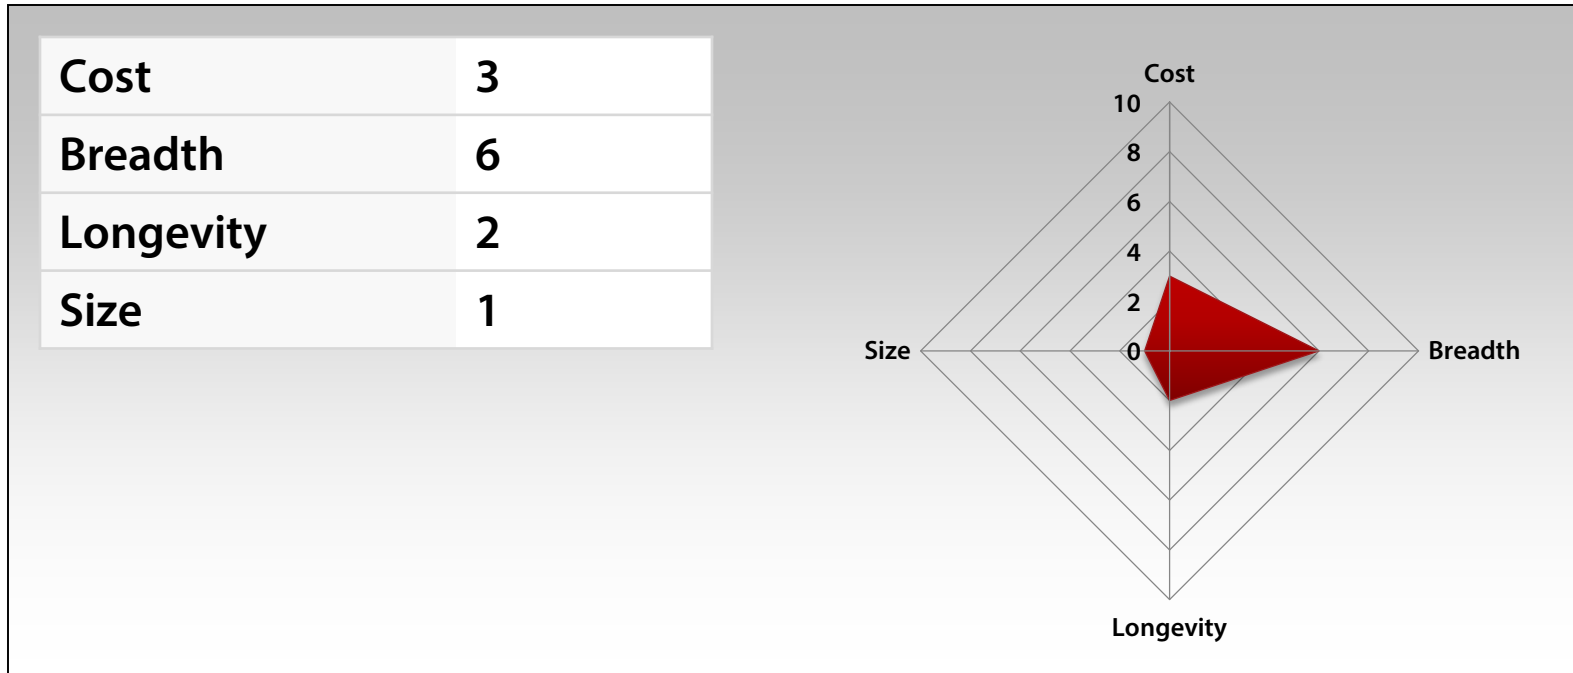 Cost 3
Breadth 6
Longevity 2
Size 1
Cost
10
8
6
4
2
Size 0 Breadth
Longevity